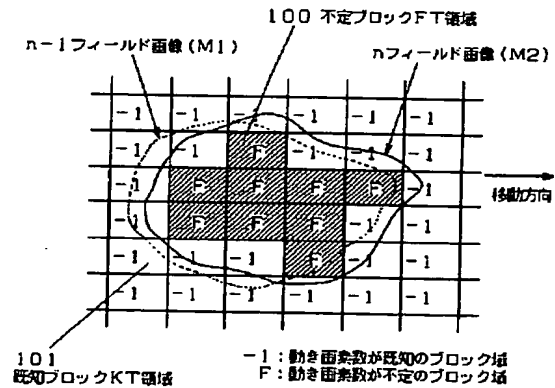 100 不定ブロックFT領域
n-1フィールド画像(M1)
nフィールド画像(M2)
-1 -1 -1 -1 -1 -1
-1 -1 F -1 -1 -1
-1 F F F F -1
移動方向
-1 F F F -1 -1
-1 -1 -1 F -1 -1
-1 -1 -1 -1 -1 -1
101
既知ブロックKT領域
-1:動き画素数が既知のブロック域
F:動き画素数が不定のブロック域